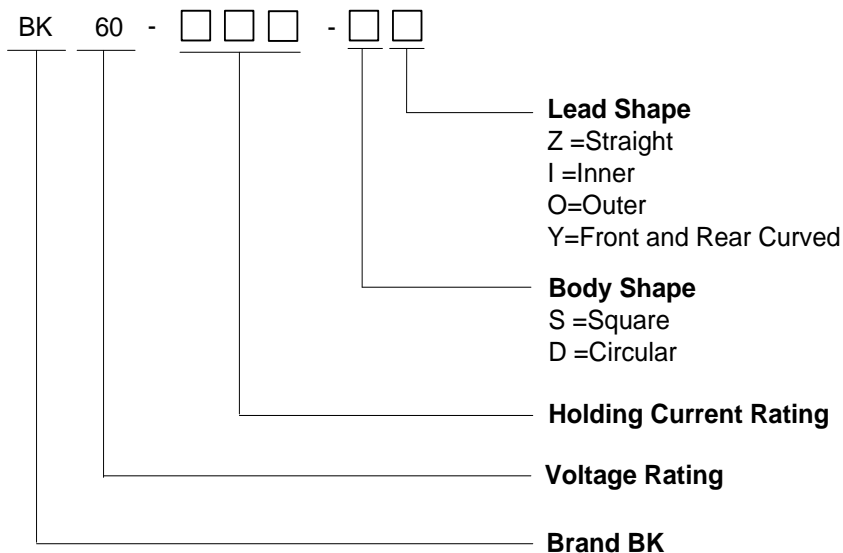 BK 60 - □ □ □ - □ □
Lead Shape
Z =Straight
I =Inner
O=Outer
Y=Front and Rear Curved
Body Shape
S =Square
D =Circular
Holding Current Rating
Voltage Rating
Brand BK